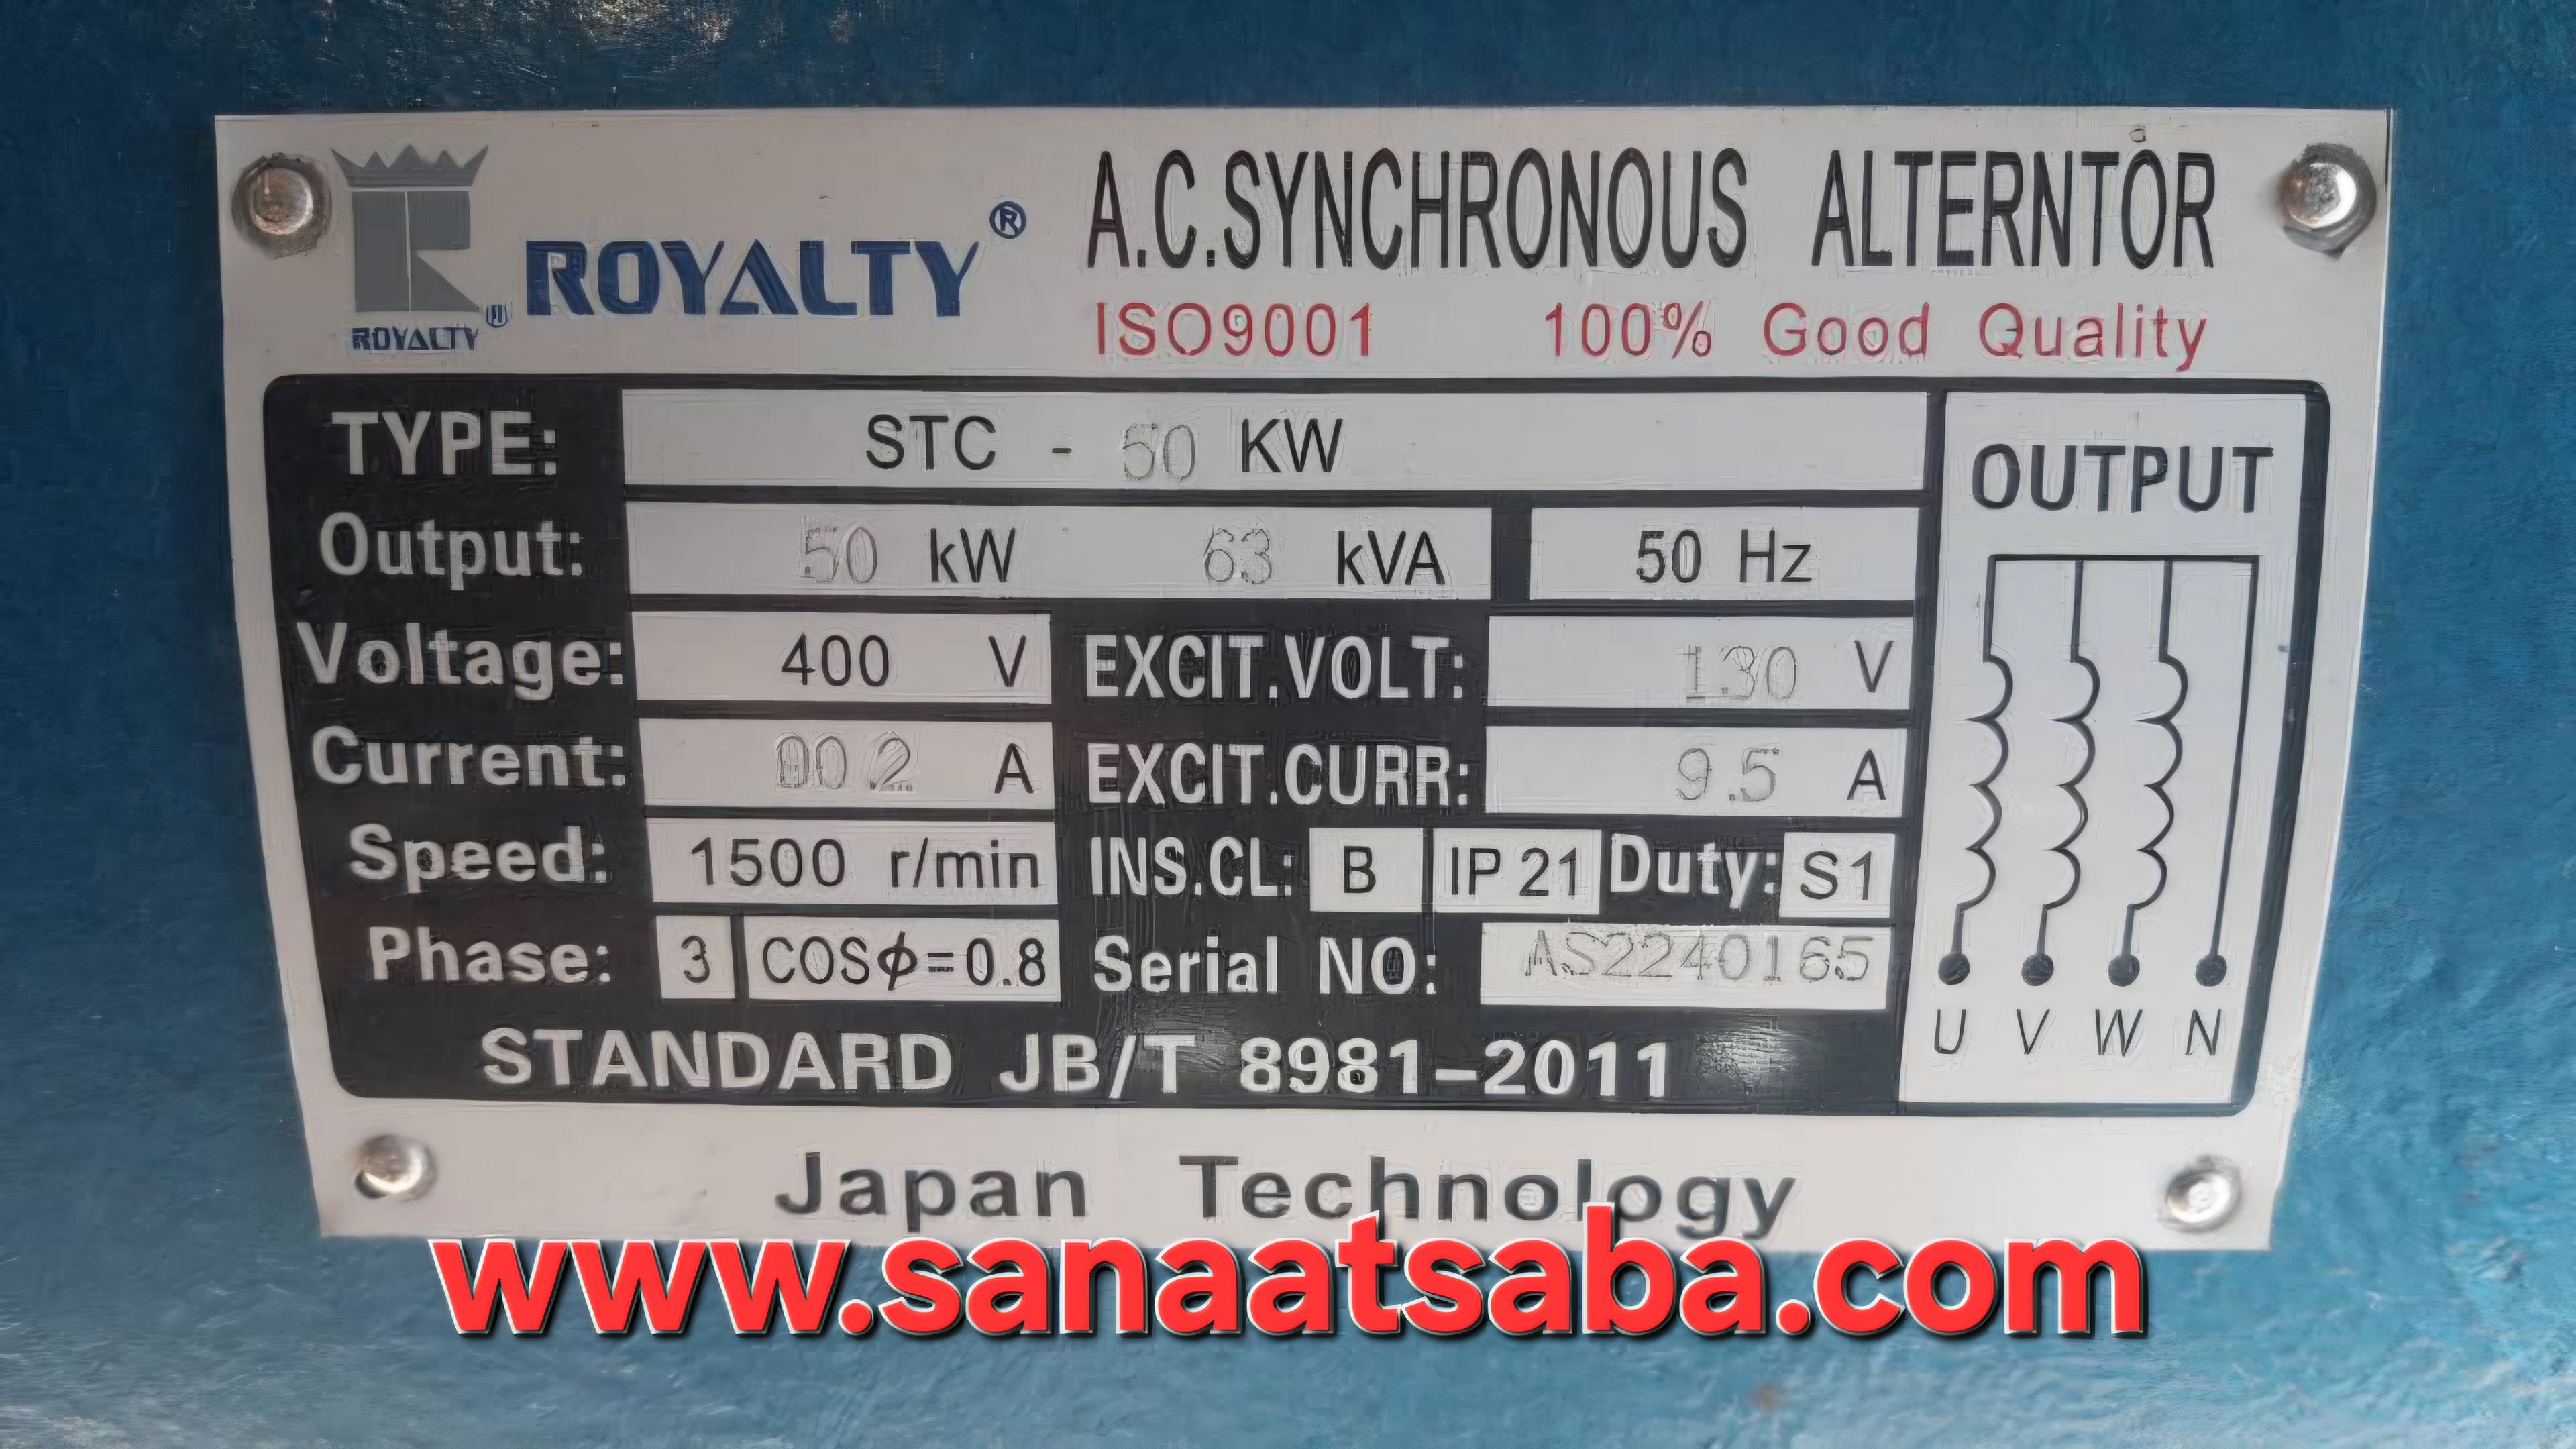 ROYALTY
ROYALTY®
A.C.SYNCHRONOUS ALTERNTOR
ISO9001 100% Good Quality
TYPE: STC - 50 KW
Output: 50 kW 63 kVA 50 Hz
Voltage: 400 V EXCIT.VOLT: 130 V
Current: A EXCIT.CURR: 9.5 A
Speed: 1500 r/min INS.CL: B IP 21 Duty: S1
Phase: 3 COSϕ=0.8 Serial NO: AS2240165
STANDARD JB/T 8981-2011
OUTPUT
U V W N
Japan Technology
www.sanaatsaba.com